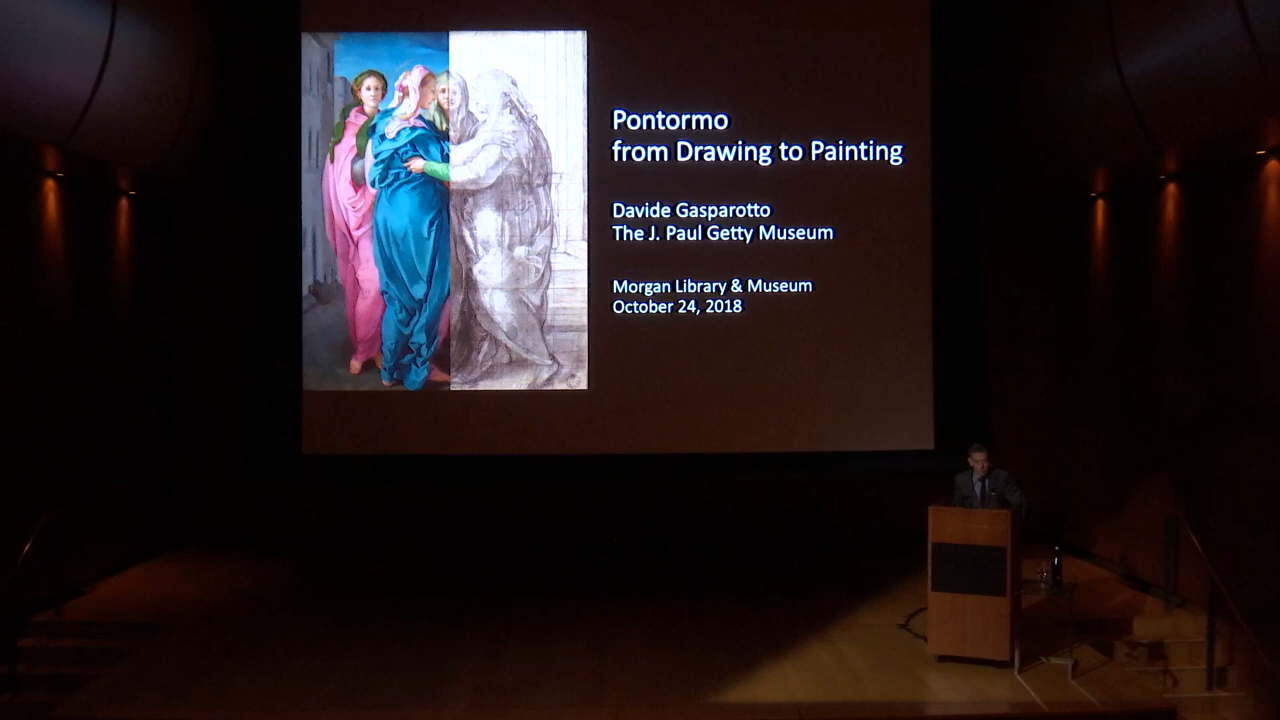 Pontormo
from Drawing to Painting
Davide Gasparotto
The J. Paul Getty Museum
Morgan Library & Museum
October 24, 2018